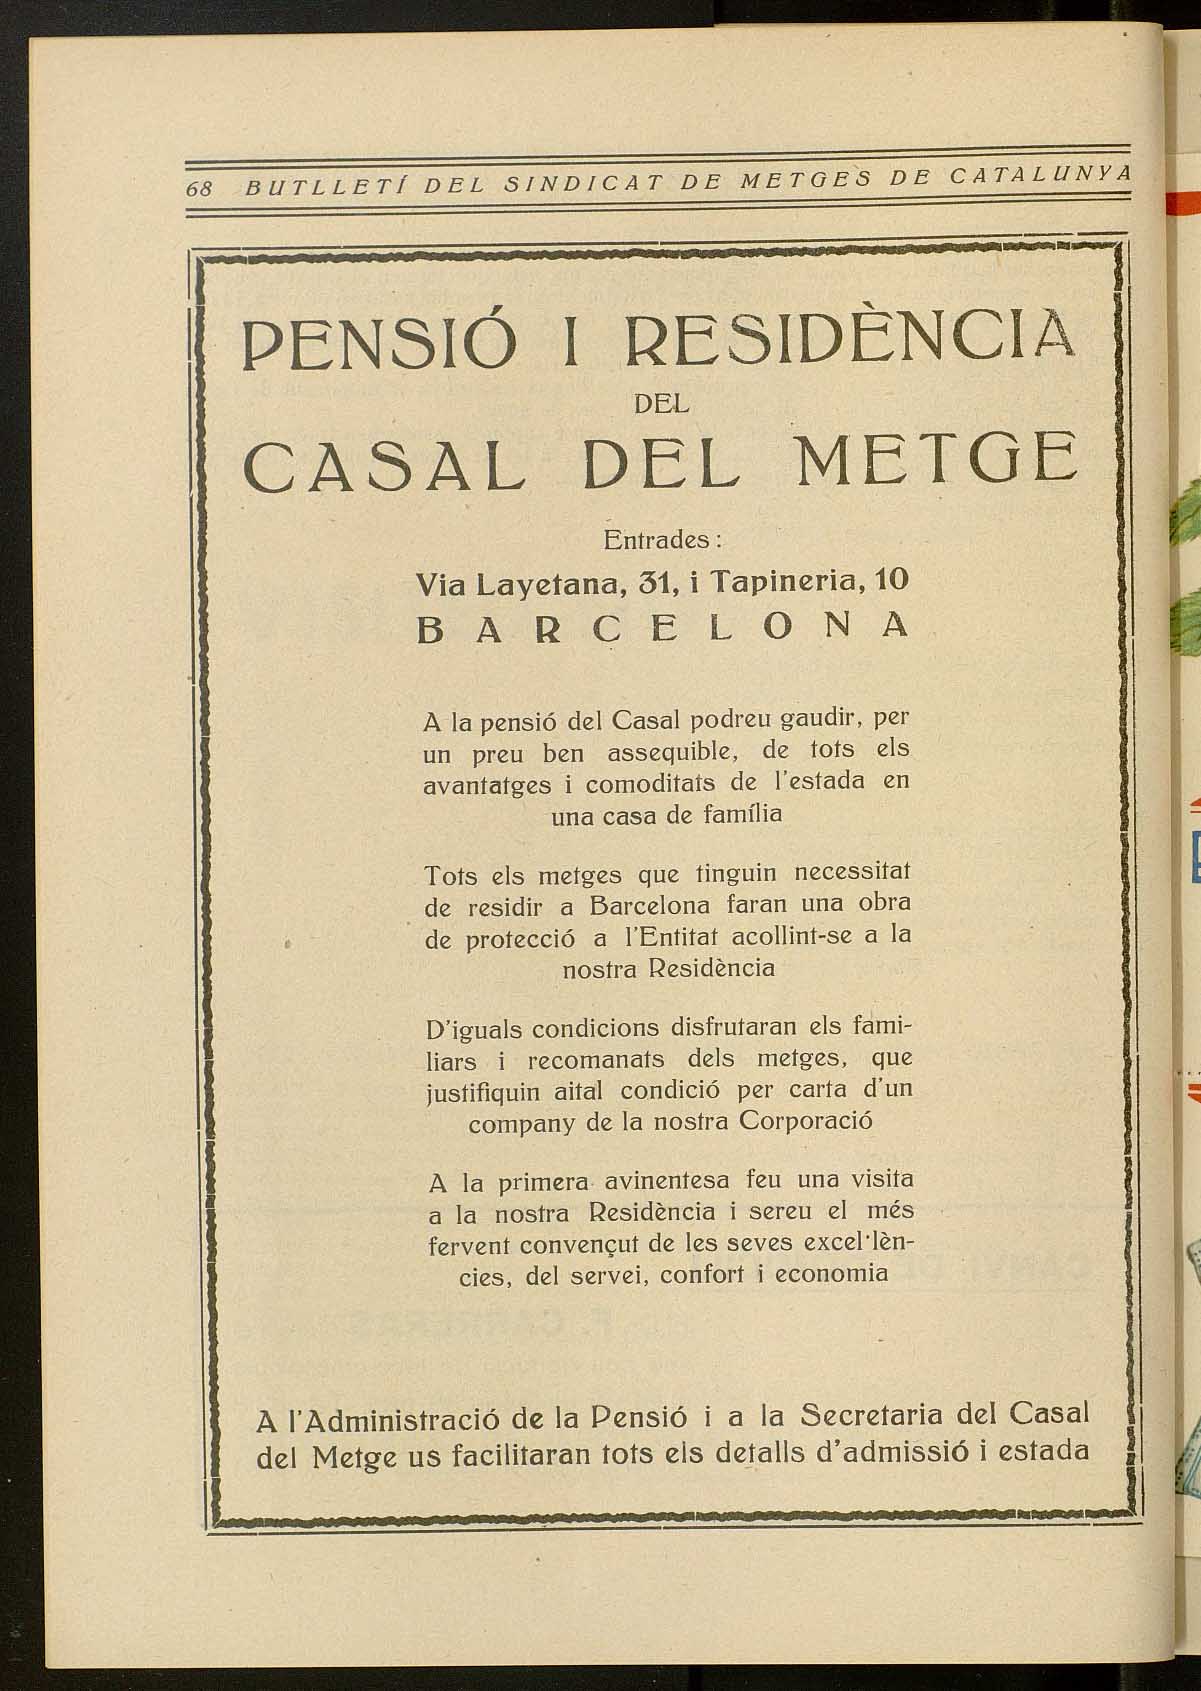 68 BUTLLETÍ DEL SINDICAT DE METGES DE CATALUNYA
PENSIÓ I RESIDÈNCIA
DEL
CASAL DEL METGE
Entrades:
Via Layetana, 31, i Tapineria, 10
BARCELONA
A la pensió del Casal podreu gaudir, per
un preu ben assequible, de tots els
avantatges i comoditats de l'estada en
una casa de família
Tots els metges que tinguin necessitat
de residir a Barcelona faran una obra
de protecció a l'Entitat acollint-se a la
nostra Residència
D'iguals condicions disfrutaran els fami-
liars i recomanats dels metges, que
justifiquin aital condició per carta d'un
company de la nostra Corporació
A la primera avinentesa feu una visita
a la nostra Residència i sereu el més
fervent convençut de les seves excel·lèn-
cies, del servei, confort i economia
A l'Administració de la Pensió i a la Secretaria del Casal
del Metge us facilitaran tots els detalls d'admissió i estada